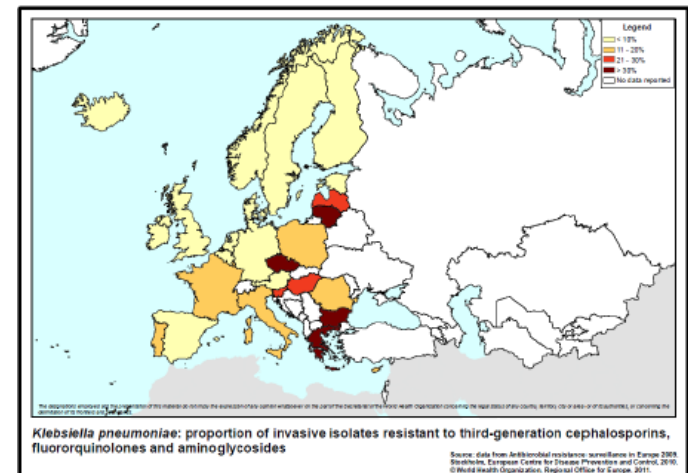 Legend
< 10%
11 - 20%
21 - 30%
> 30%
No data reported
Klebsiella pneumoniae: proportion of invasive isolates resistant to third-generation cephalosporins,
fluororquinolones and aminoglycosides
Source: data from Antibicrobial resistance: surveillance in Europe 2009.
Stockholm, European Centre for Disease Prevention and Control, 2010.
© World Health Organization, Regional Office for Europe, 2011.